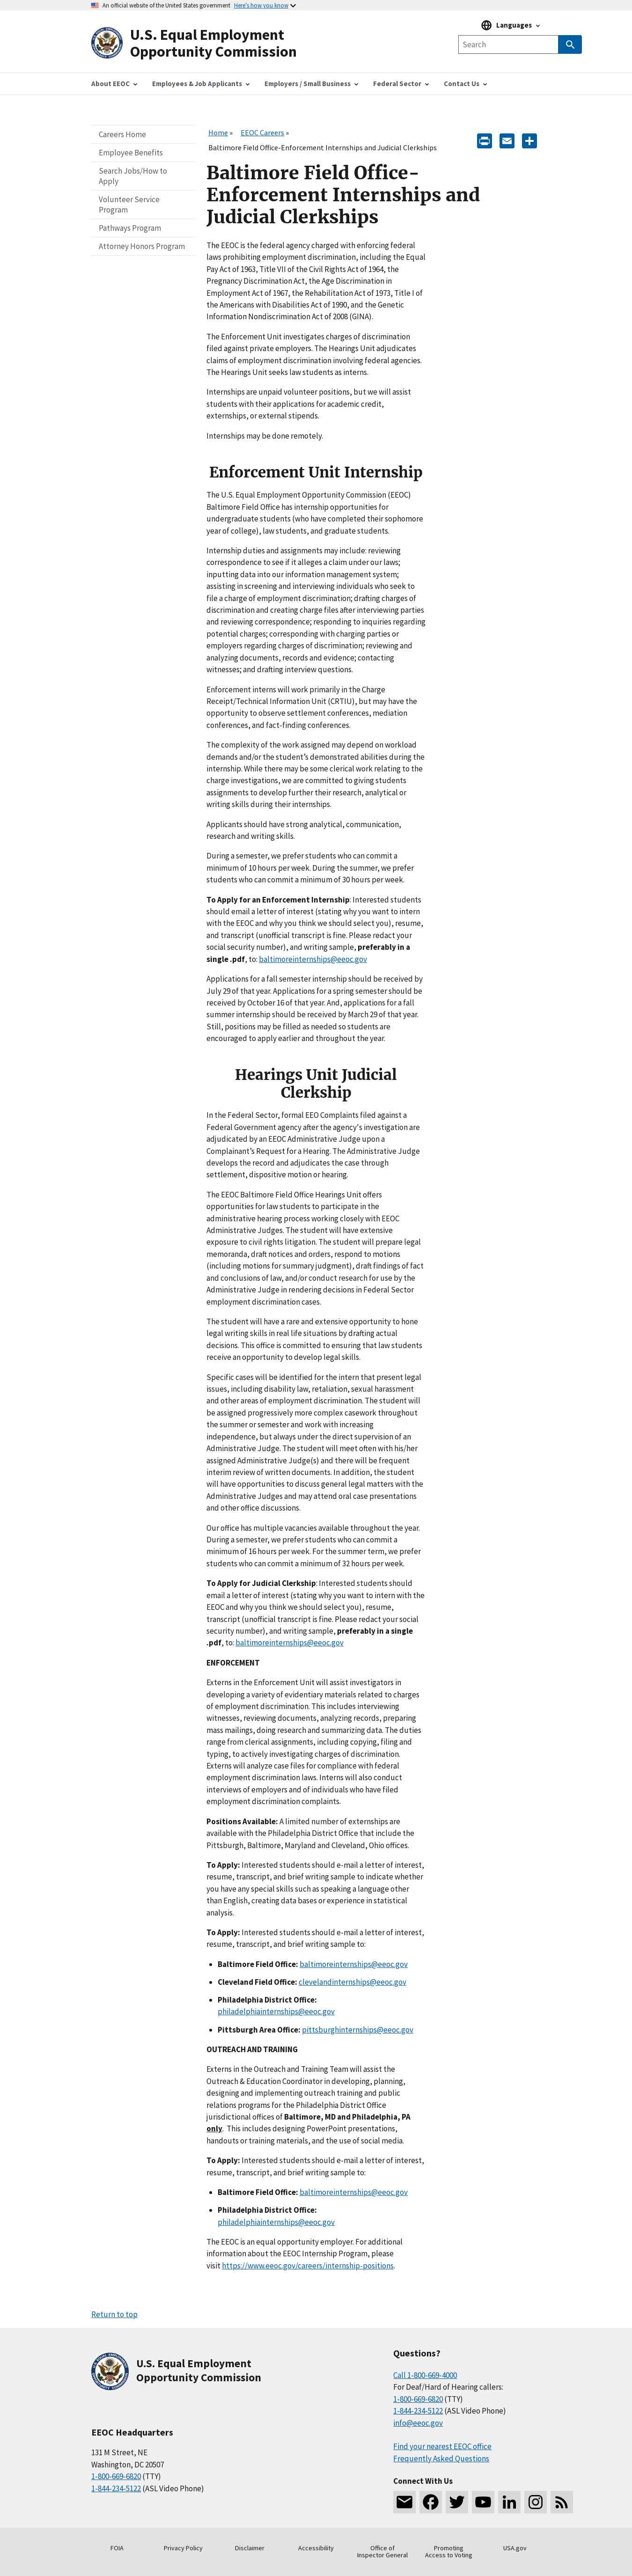 An official website of the United States government Here's how you know
U.S. Equal Employment
Opportunity Commission
Languages
Search
About EEOC
Employees & Job Applicants
Employers / Small Business
Federal Sector
Contact Us
Careers Home
Employee Benefits
Search Jobs/How to
Apply
Volunteer Service
Program
Pathways Program
Attorney Honors Program
Home »
EEOC Careers »
Baltimore Field Office-Enforcement Internships and Judicial Clerkships
Baltimore Field Office-
Enforcement Internships and
Judicial Clerkships
The EEOC is the federal agency charged with enforcing federal
laws prohibiting employment discrimination, including the Equal
Pay Act of 1963, Title VII of the Civil Rights Act of 1964, the
Pregnancy Discrimination Act, the Age Discrimination in
Employment Act of 1967, the Rehabilitation Act of 1973, Title I of
the Americans with Disabilities Act of 1990, and the Genetic
Information Nondiscrimination Act of 2008 (GINA).
The Enforcement Unit investigates charges of discrimination
filed against private employers. The Hearings Unit adjudicates
claims of employment discrimination involving federal agencies.
The Hearings Unit seeks law students as interns.
Internships are unpaid volunteer positions, but we will assist
students with their applications for academic credit,
externships, or external stipends.
Internships may be done remotely.
Enforcement Unit Internship
The U.S. Equal Employment Opportunity Commission (EEOC)
Baltimore Field Office has internship opportunities for
undergraduate students (who have completed their sophomore
year of college), law students, and graduate students.
Internship duties and assignments may include: reviewing
correspondence to see if it alleges a claim under our laws;
inputting data into our information management system;
assisting in screening and interviewing individuals who seek to
file a charge of employment discrimination; drafting charges of
discrimination and creating charge files after interviewing parties
and reviewing correspondence; responding to inquiries regarding
potential charges; corresponding with charging parties or
employers regarding charges of discrimination; reviewing and
analyzing documents, records and evidence; contacting
witnesses; and drafting interview questions.
Enforcement interns will work primarily in the Charge
Receipt/Technical Information Unit (CRTIU), but may have the
opportunity to observe settlement conferences, mediation
conferences, and fact-finding conferences.
The complexity of the work assigned may depend on workload
demands and/or the student's demonstrated abilities during the
internship. While there may be some clerical work relating to the
charge investigations, we are committed to giving students
assignments to develop further their research, analytical or
writing skills during their internships.
Applicants should have strong analytical, communication,
research and writing skills.
During a semester, we prefer students who can commit a
minimum of 10 hours per week. During the summer, we prefer
students who can commit a minimum of 30 hours per week.
To Apply for an Enforcement Internship: Interested students
should email a letter of interest (stating why you want to intern
with the EEOC and why you think we should select you), resume,
and transcript (unofficial transcript is fine. Please redact your
social security number), and writing sample, preferably in a
single .pdf, to: baltimoreinternships@eeoc.gov
Applications for a fall semester internship should be received by
July 29 of that year. Applications for a spring semester should be
received by October 16 of that year. And, applications for a fall
summer internship should be received by March 29 of that year.
Still, positions may be filled as needed so students are
encouraged to apply earlier and throughout the year.
Hearings Unit Judicial
Clerkship
In the Federal Sector, formal EEO Complaints filed against a
Federal Government agency after the agency's investigation are
adjudicated by an EEOC Administrative Judge upon a
Complainant's Request for a Hearing. The Administrative Judge
develops the record and adjudicates the case through
settlement, dispositive motion or hearing.
The EEOC Baltimore Field Office Hearings Unit offers
opportunities for law students to participate in the
administrative hearing process working closely with EEOC
Administrative Judges. The student will have extensive
exposure to civil rights litigation. The student will prepare legal
memoranda, draft notices and orders, respond to motions
(including motions for summary judgment), draft findings of fact
and conclusions of law, and/or conduct research for use by the
Administrative Judge in rendering decisions in Federal Sector
employment discrimination cases.
The student will have a rare and extensive opportunity to hone
legal writing skills in real life situations by drafting actual
decisions. This office is committed to ensuring that law students
receive an opportunity to develop legal skills.
Specific cases will be identified for the intern that present legal
issues, including disability law, retaliation, sexual harassment
and other areas of employment discrimination. The student will
be assigned progressively more complex casework throughout
the summer or semester and work with increasing
independence, but always under the direct supervision of an
Administrative Judge. The student will meet often with his/her
assigned Administrative Judge(s) and there will be frequent
interim review of written documents. In addition, the student
will have opportunities to discuss general legal matters with the
Administrative Judges and may attend oral case presentations
and other office discussions.
Our office has multiple vacancies available throughout the year.
During a semester, we prefer students who can commit a
minimum of 16 hours per week. For the summer term, we prefer
students who can commit a minimum of 32 hours per week.
To Apply for Judicial Clerkship: Interested students should
email a letter of interest (stating why you want to intern with the
EEOC and why you think we should select you), resume,
transcript (unofficial transcript is fine. Please redact your social
security number), and writing sample, preferably in a single
.pdf, to: baltimoreinternships@eeoc.gov
ENFORCEMENT
Externs in the Enforcement Unit will assist investigators in
developing a variety of evidentiary materials related to charges
of employment discrimination. This includes interviewing
witnesses, reviewing documents, analyzing records, preparing
mass mailings, doing research and summarizing data. The duties
range from clerical assignments, including copying, filing and
typing, to actively investigating charges of discrimination.
Externs will analyze case files for compliance with federal
employment discrimination laws. Interns will also conduct
interviews of employers and of individuals who have filed
employment discrimination complaints.
Positions Available: A limited number of externships are
available with the Philadelphia District Office that include the
Pittsburgh, Baltimore, Maryland and Cleveland, Ohio offices.
To Apply: Interested students should e-mail a letter of interest,
resume, transcript, and brief writing sample to indicate whether
you have any special skills such as speaking a language other
than English, creating data bases or experience in statistical
analysis.
To Apply: Interested students should e-mail a letter of interest,
resume, transcript, and brief writing sample to:
Baltimore Field Office: baltimoreinternships@eeoc.gov
Cleveland Field Office: clevelandinternships@eeoc.gov
Philadelphia District Office:
philadelphiainternships@eeoc.gov
Pittsburgh Area Office: pittsburghinternships@eeoc.gov
OUTREACH AND TRAINING
Externs in the Outreach and Training Team will assist the
Outreach & Education Coordinator in developing, planning,
designing and implementing outreach training and public
relations programs for the Philadelphia District Office
jurisdictional offices of Baltimore, MD and Philadelphia, PA
only. This includes designing PowerPoint presentations,
handouts or training materials, and the use of social media.
To Apply: Interested students should e-mail a letter of interest,
resume, transcript, and brief writing sample to:
Baltimore Field Office: baltimoreinternships@eeoc.gov
Philadelphia District Office:
philadelphiainternships@eeoc.gov
The EEOC is an equal opportunity employer. For additional
information about the EEOC Internship Program, please
visit https://www.eeoc.gov/careers/internship-positions.
Return to top
U.S. Equal Employment
Opportunity Commission
EEOC Headquarters
131 M Street, NE
Washington, DC 20507
1-800-669-6820 (TTY)
1-844-234-5122 (ASL Video Phone)
Questions?
Call 1-800-669-4000
For Deaf/Hard of Hearing callers:
1-800-669-6820 (TTY)
1-844-234-5122 (ASL Video Phone)
info@eeoc.gov
Find your nearest EEOC office
Frequently Asked Questions
Connect With Us
FOIA
Privacy Policy
Disclaimer
Accessibility
Office of
Inspector General
Promoting
Access to Voting
USA.gov